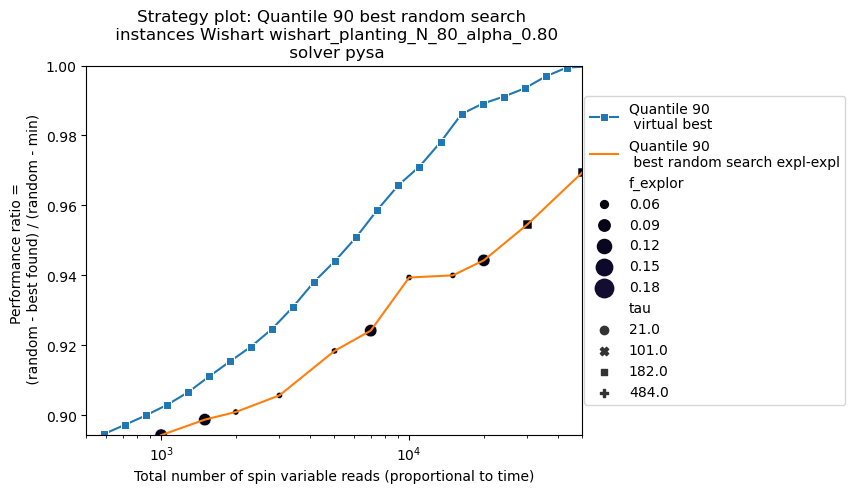 Strategy plot: Quantile 90 best random search
instances Wishart wishart_planting_N_80_alpha_0.80
solver pysa
Performance ratio =
(random - best found) / (random - min)
1.00
0.98
0.96
0.94
0.92
0.90
10³
10⁴
Total number of spin variable reads (proportional to time)
Quantile 90
virtual best
Quantile 90
best random search expl-expl
f_explor
0.06
0.09
0.12
0.15
0.18
tau
21.0
101.0
182.0
484.0